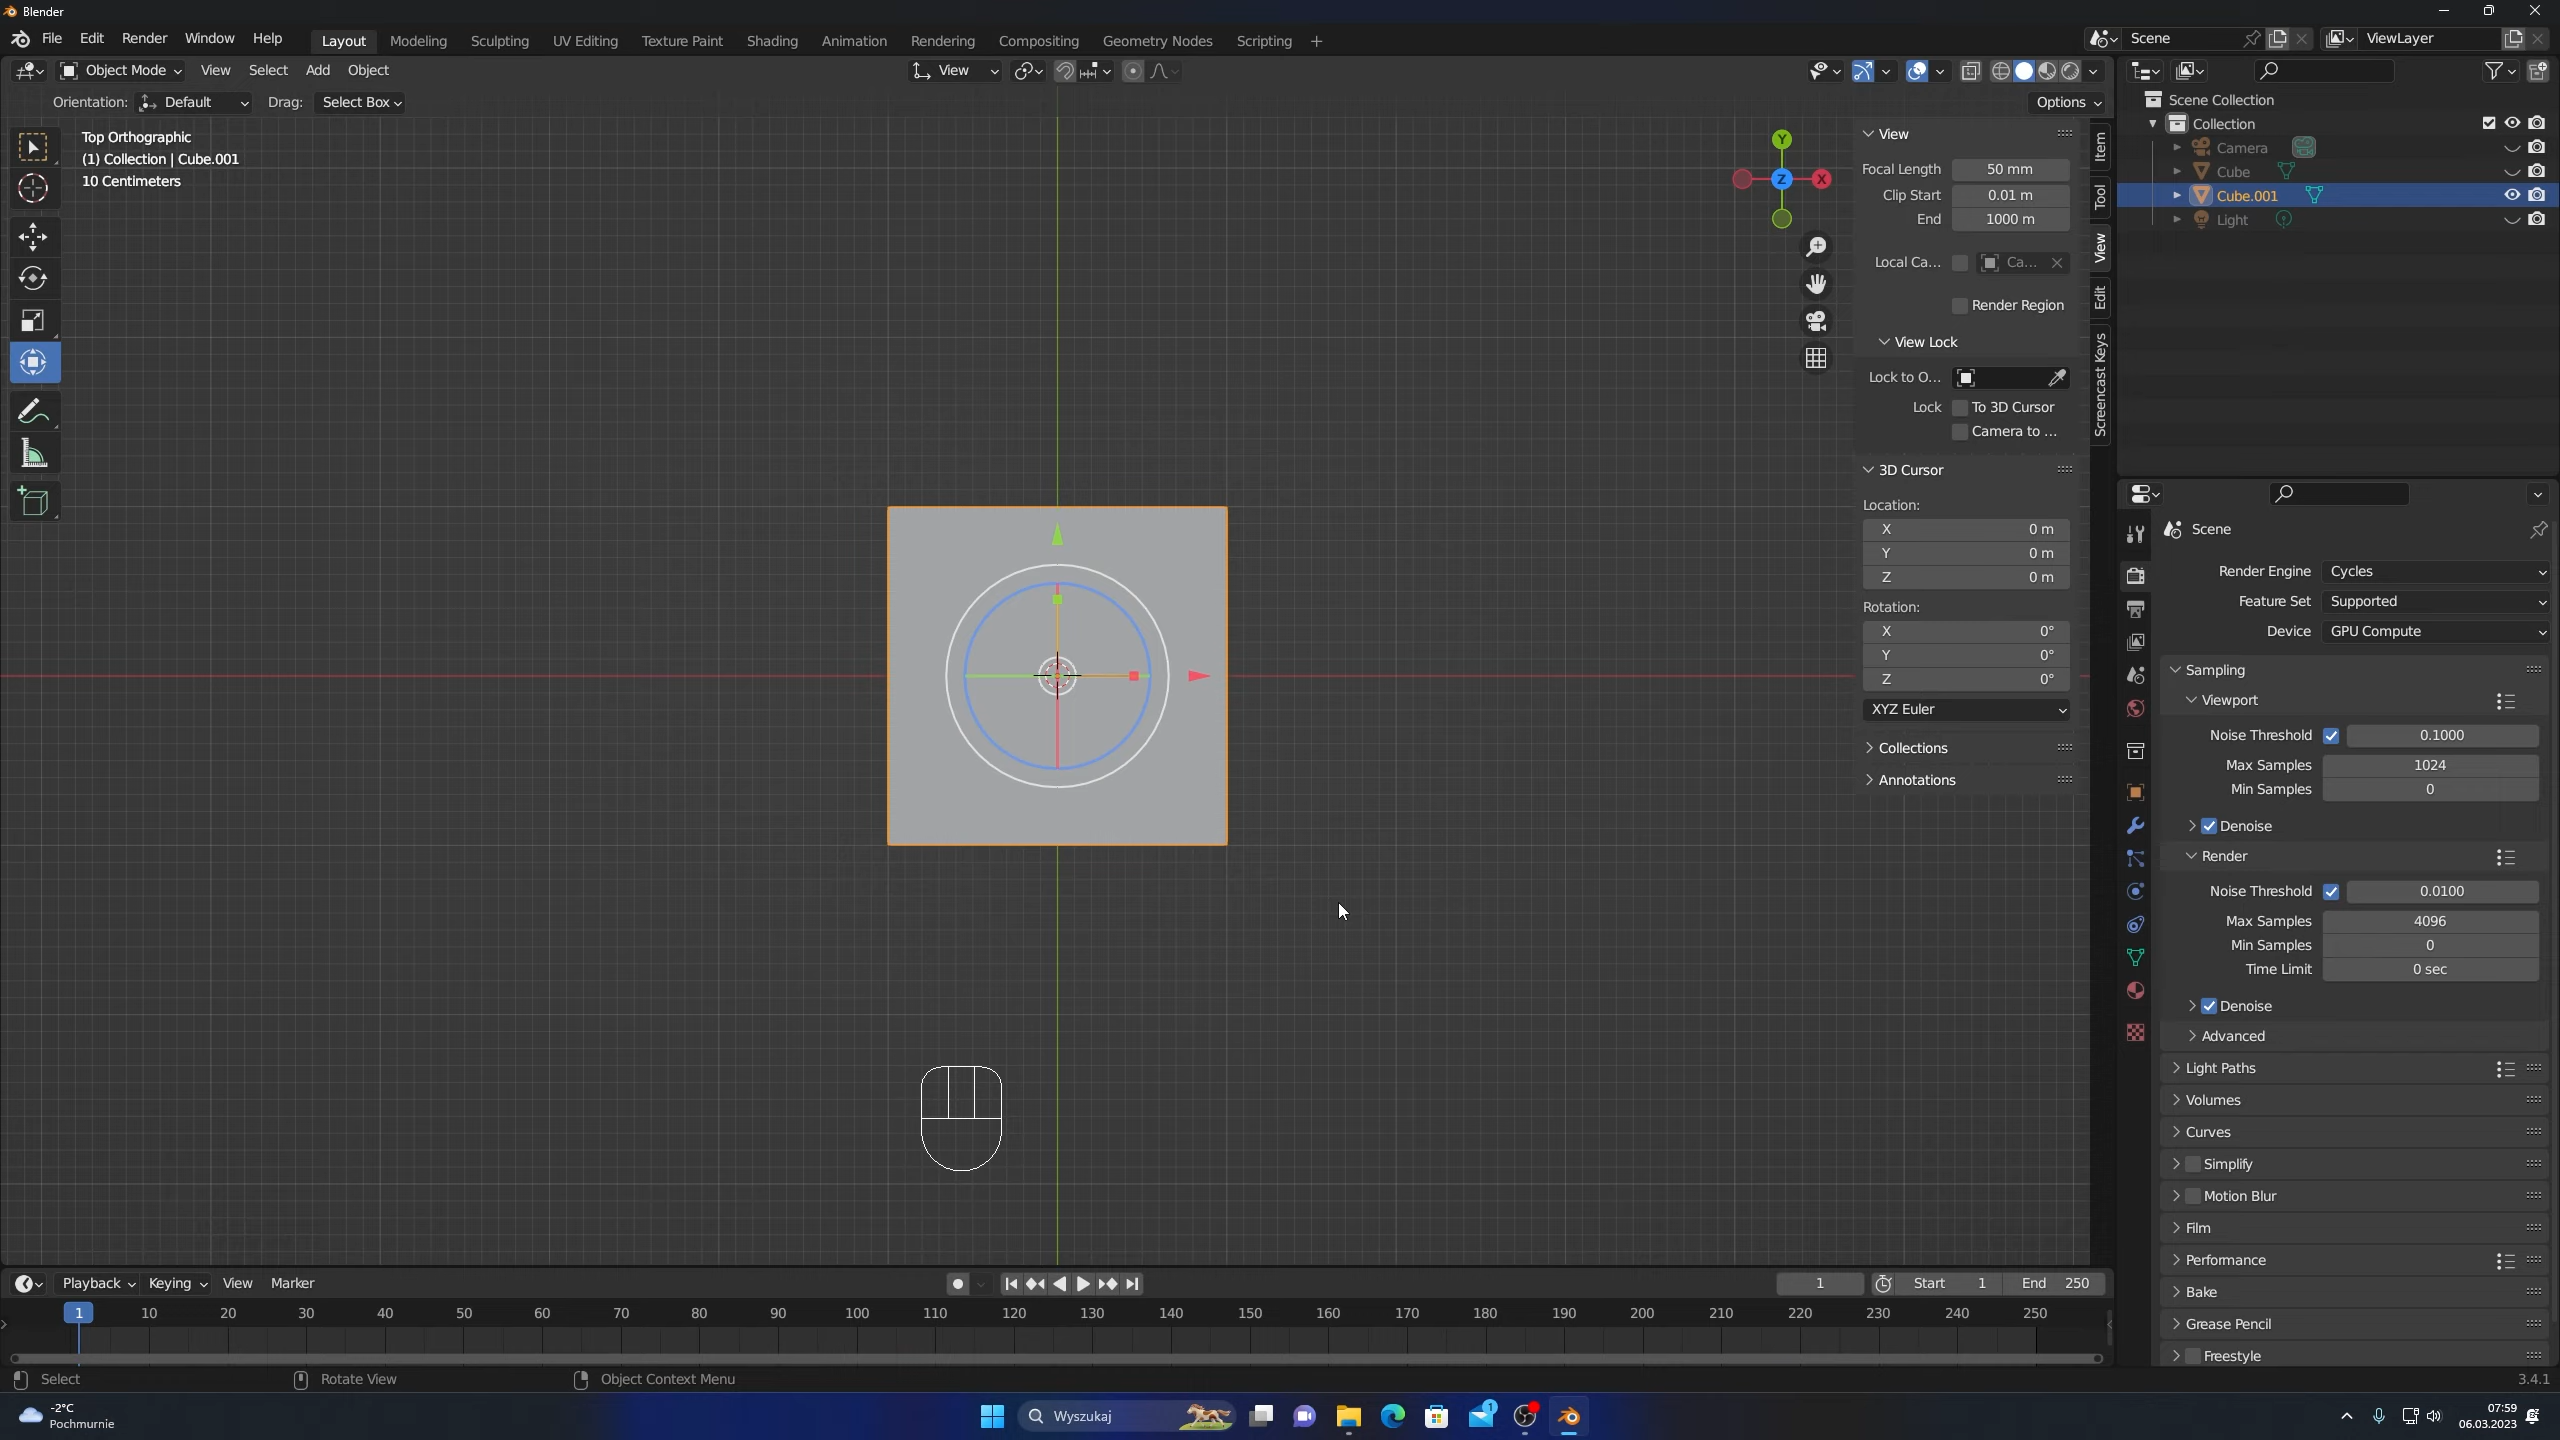 Blender
File Edit Render Window Help Layout Modeling Sculpting UV Editing Texture Paint Shading Animation Rendering Compositing Geometry Nodes Scripting + Scene ViewLayer
Object Mode View Select Add Object View
Orientation: Default Drag: Select Box Options
Top Orthographic
(1) Collection | Cube.001
10 Centimeters
Y
X
Z
View
Focal Length 50 mm
Clip Start 0.01 m
End 1000 m
Local Ca... Ca...
Render Region
View Lock
Lock to O...
Lock To 3D Cursor
Camera to ...
3D Cursor
Location:
X 0 m
Y 0 m
Z 0 m
Rotation:
X 0°
Y 0°
Z 0°
XYZ Euler
Collections
Annotations
Item
Tool
View
Edit
Screencast Keys
Scene Collection
Collection
Camera
Cube
Cube.001
Light
Scene
Render Engine Cycles
Feature Set Supported
Device GPU Compute
Sampling
Viewport
Noise Threshold 0.1000
Max Samples 1024
Min Samples 0
Denoise
Render
Noise Threshold 0.0100
Max Samples 4096
Min Samples 0
Time Limit 0 sec
Denoise
Advanced
Light Paths
Volumes
Curves
Simplify
Motion Blur
Film
Performance
Bake
Grease Pencil
Freestyle
Playback Keying View Marker 1 Start 1 End 250
1 10 20 30 40 50 60 70 80 90 100 110 120 130 140 150 160 170 180 190 200 210 220 230 240 250
Select Rotate View Object Context Menu 3.4.1
-2°C
Pochmurnie
Wyszukaj
1
07:59
06.03.2023